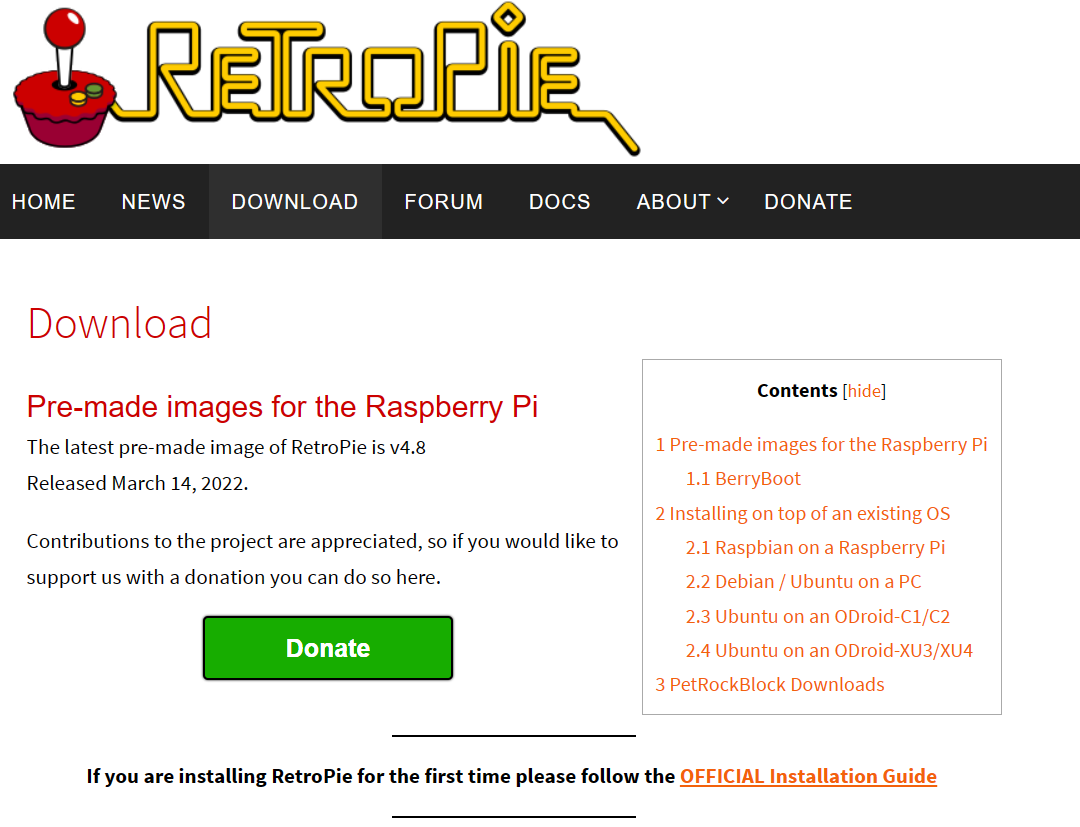 RetroPie
HOME NEWS DOWNLOAD FORUM DOCS ABOUT DONATE
Download
Pre-made images for the Raspberry Pi
The latest pre-made image of RetroPie is v4.8
Released March 14, 2022.
Contributions to the project are appreciated, so if you would like to
support us with a donation you can do so here.
Donate
Contents [hide]
1 Pre-made images for the Raspberry Pi
1.1 BerryBoot
2 Installing on top of an existing OS
2.1 Raspbian on a Raspberry Pi
2.2 Debian / Ubuntu on a PC
2.3 Ubuntu on an ODroid-C1/C2
2.4 Ubuntu on an ODroid-XU3/XU4
3 PetRockBlock Downloads
If you are installing RetroPie for the first time please follow the OFFICIAL Installation Guide